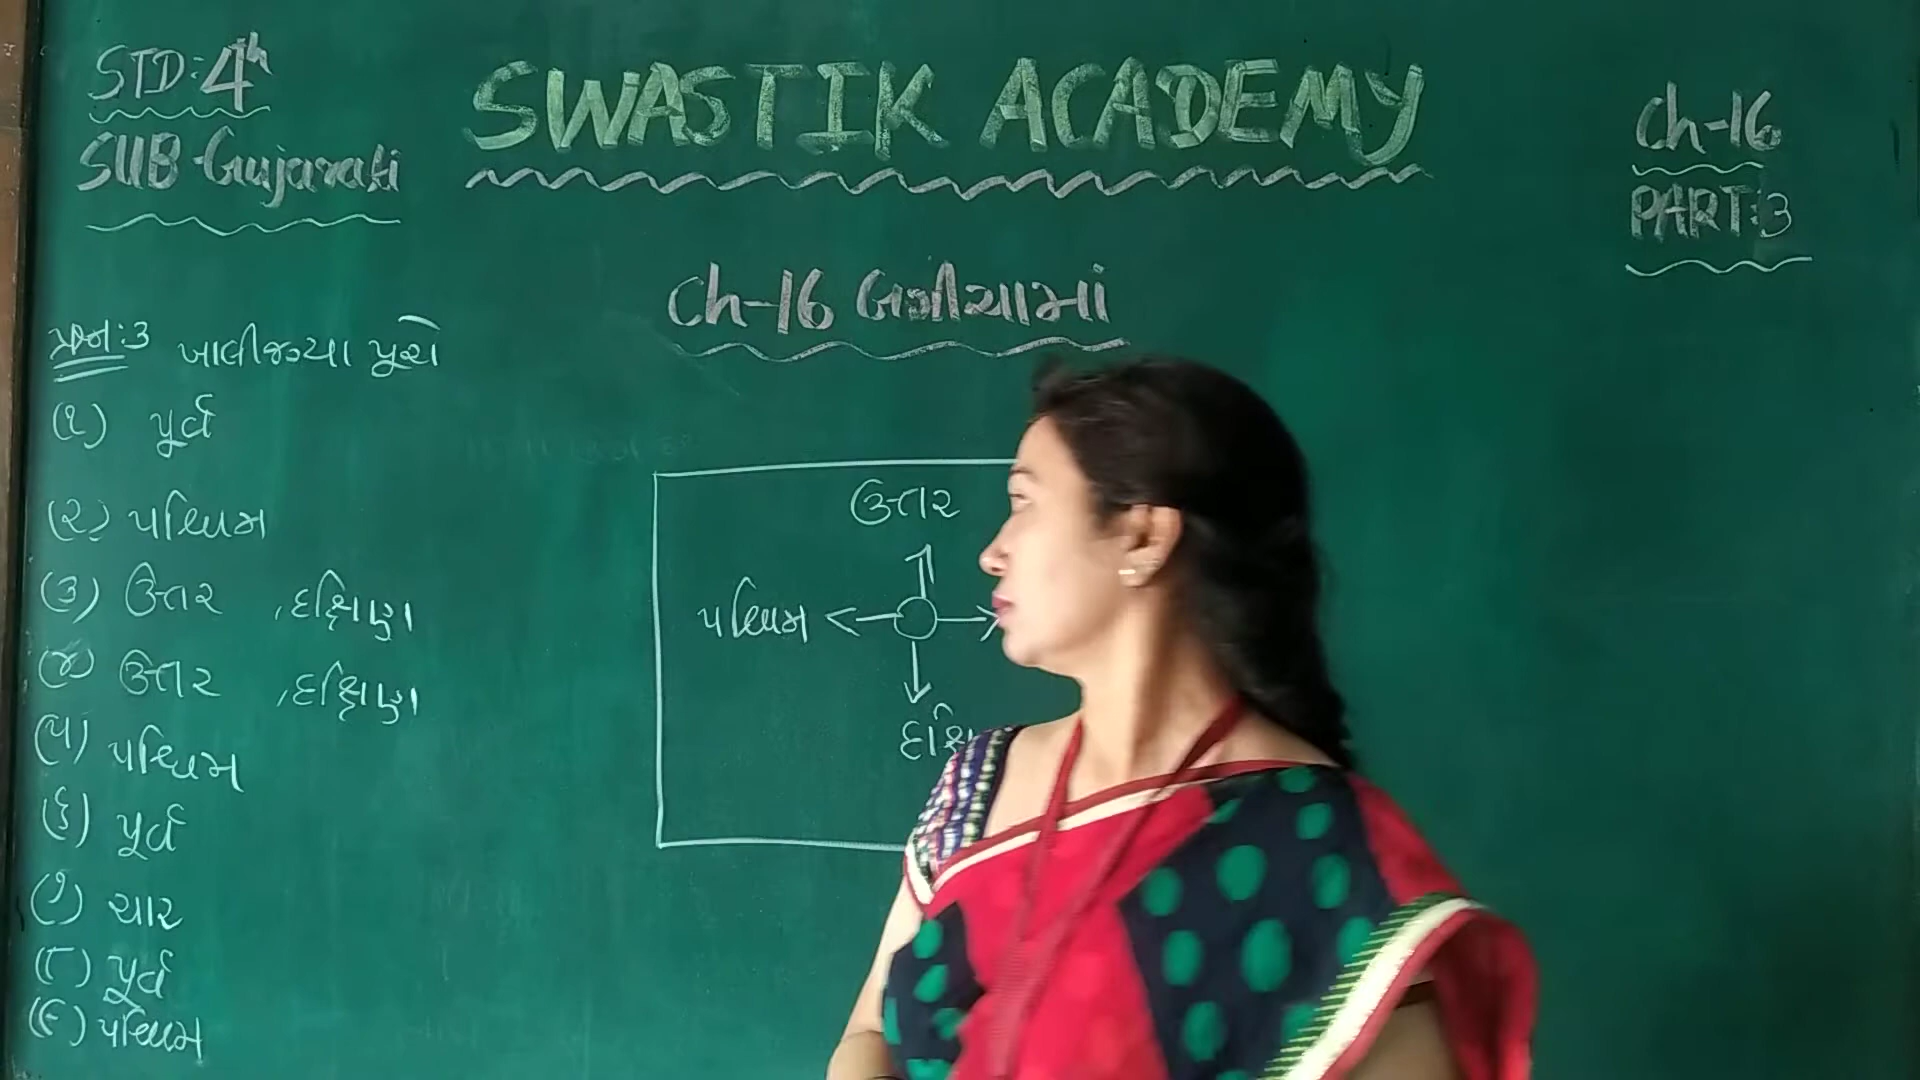 STD:4th
SUB-Gujarati
SWASTIK ACADEMY
Ch-16
PART:3
Ch-16 બગીચામાં
પ્રશ્ન:3 ખાલીજગ્યા પૂરો
(૧) પૂર્વ
(૨) પશ્ચિમ
(૩) ઉત્તર , દક્ષિણ
(૪) ઉત્તર , દક્ષિણ
(૫) પશ્ચિમ
(૬) પૂર્વ
(૭) ચાર
(૮) પૂર્વ
(૯) પશ્ચિમ
ઉત્તર
પશ્ચિમ